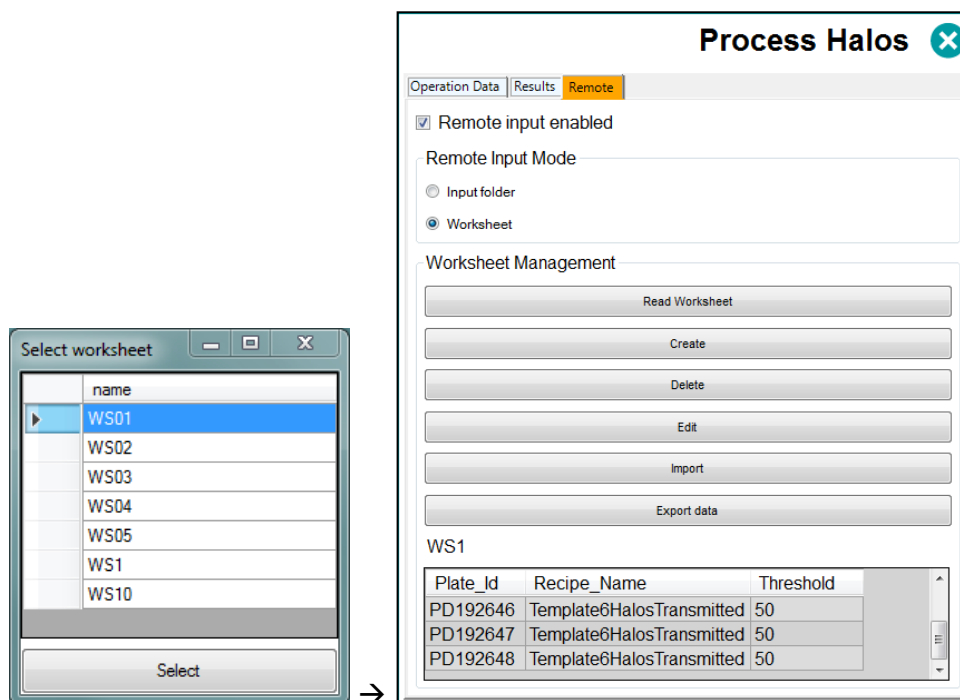 Select worksheet
name
WS01
WS02
WS03
WS04
WS05
WS1
WS10
Select
→
Process Halos
Operation Data Results Remote
Remote input enabled
Remote Input Mode
Input folder
Worksheet
Worksheet Management
Read Worksheet
Create
Delete
Edit
Import
Export data
WS1
Plate_Id Recipe_Name Threshold
PD192646 Template6HalosTransmitted 50
PD192647 Template6HalosTransmitted 50
PD192648 Template6HalosTransmitted 50